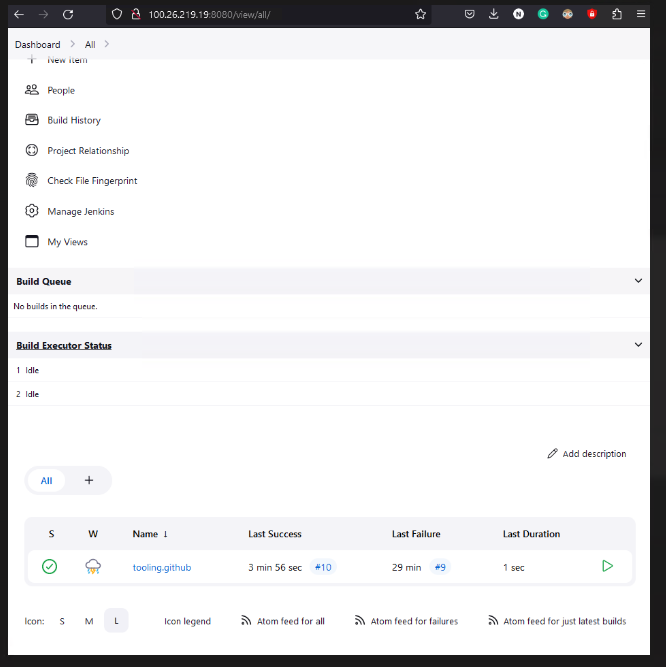 100.26.219.19:8080/view/all/
Dashboard All
New Item
People
Build History
Project Relationship
Check File Fingerprint
Manage Jenkins
My Views
Build Queue
No builds in the queue.
Build Executor Status
1 Idle
2 Idle
Add description
All +
S W Name ↓ Last Success Last Failure Last Duration
tooling.github 3 min 56 sec #10 29 min #9 1 sec
Icon: S M L Icon legend Atom feed for all Atom feed for failures Atom feed for just latest builds